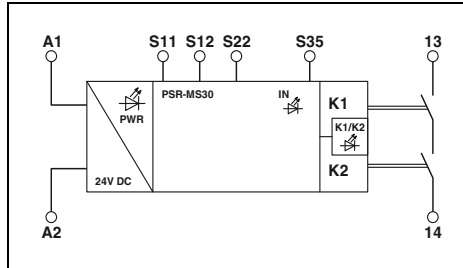 A1 S11 S12 S22 S35 13
PSR-MS30 IN K1
PWR K1/K2
24V DC K2
A2 14